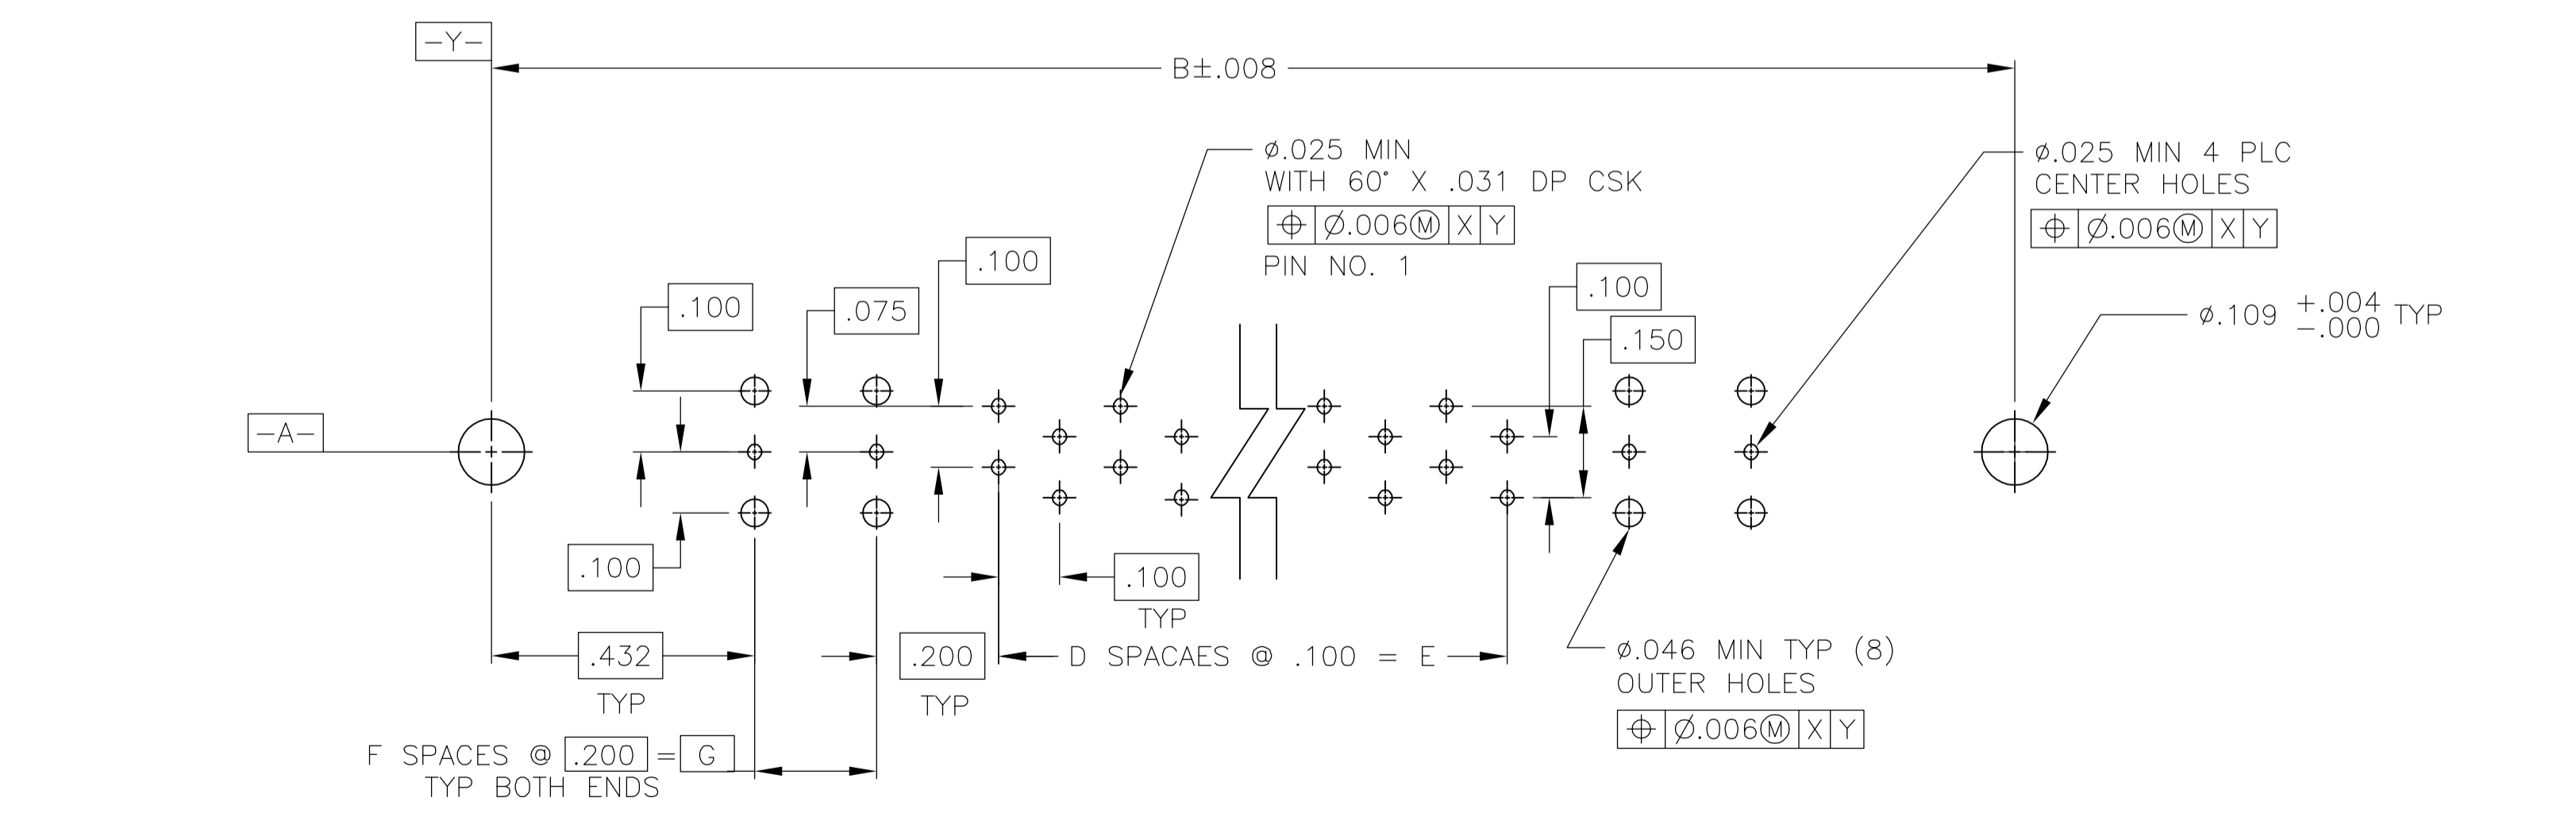 -Y-
B±.008
ø.025 MIN
WITH 60° X .031 DP CSK
⌖ Ø.006Ⓜ X Y
PIN NO. 1
ø.025 MIN 4 PLC
CENTER HOLES
⌖ Ø.006Ⓜ X Y
.100
.075
.100
.100
.150
ø.109 +.004 -.000 TYP
-A-
.100
.100
TYP
.432
TYP
.200
TYP
D SPACAES @ .100 = E
ø.046 MIN TYP (8)
OUTER HOLES
⌖ Ø.006Ⓜ X Y
F SPACES @ .200 = G
TYP BOTH ENDS